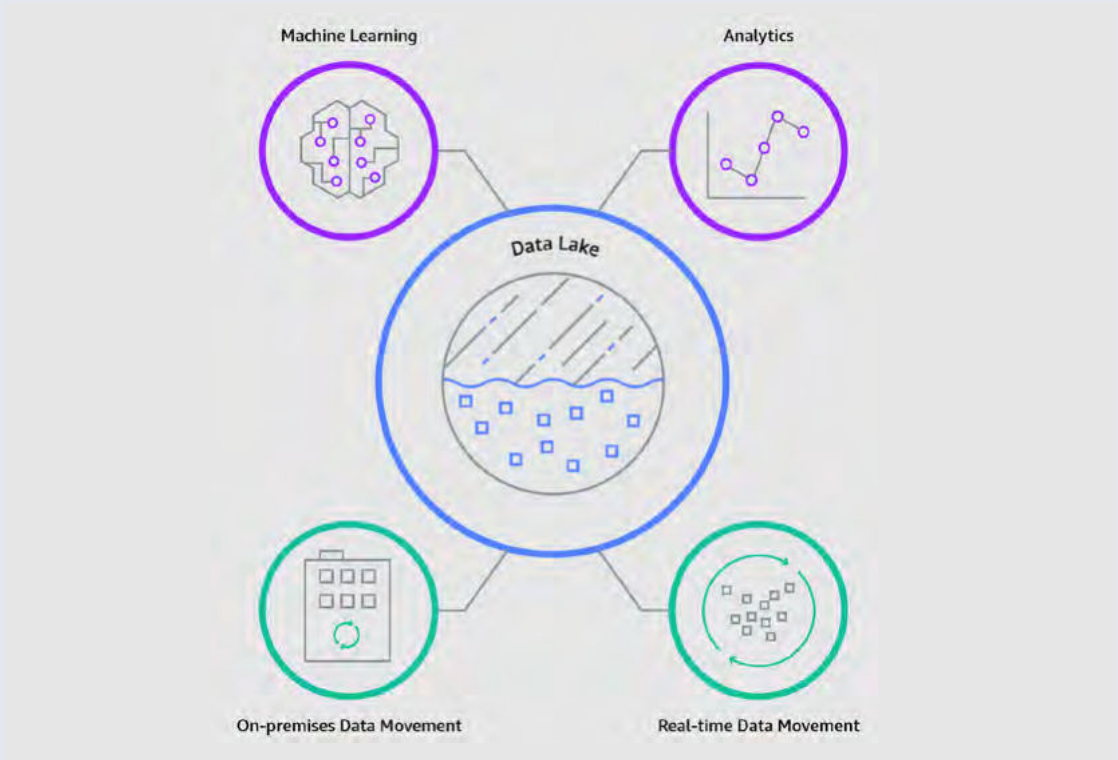 Machine Learning
Analytics
Data Lake
On-premises Data Movement
Real-time Data Movement